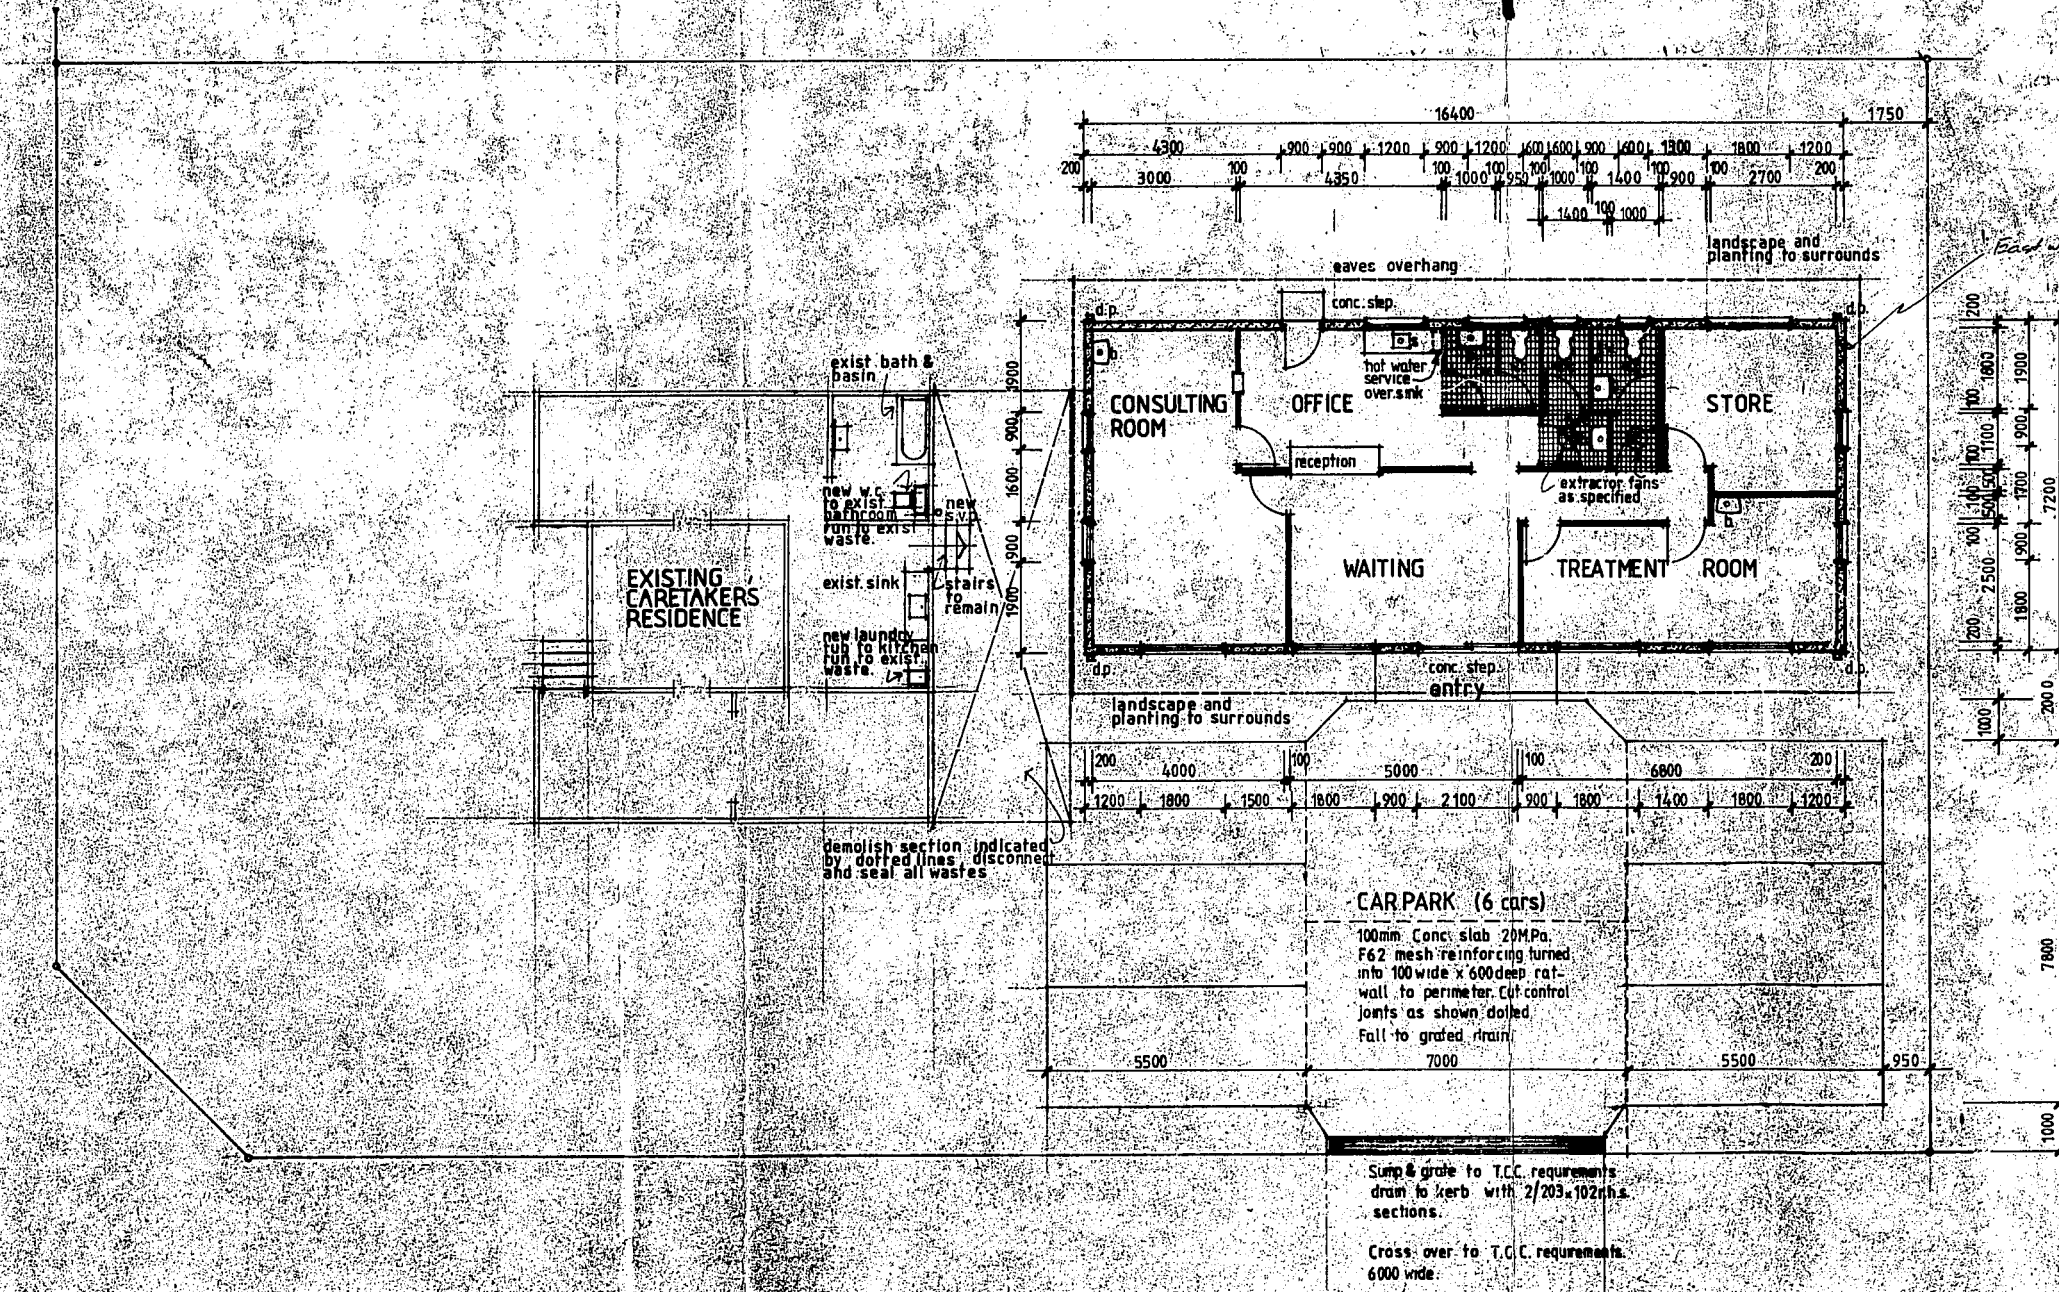 16400
1750
4300
900
900
1200
900
1200
600
1600
900
600
1800
1200
200
3000
100
4350
100
1000
100
950
100
1000
100
1400
100
900
100
2700
200
1400
100
1000
landscape and
planting to surrounds
East
eaves overhang
conc. step.
d.p.
d.p.
b
CONSULTING
ROOM
OFFICE
hot water
service
over sink
STORE
reception
extractor fans
as specified
b
WAITING
TREATMENT ROOM
conc. step.
entry
d.p.
d.p.
landscape and
planting to surrounds
1900
900
1600
900
1900
exist. bath &
basin
new w.c.
to exist
bathroom
run to exist
waste.
new
s.v.p
exist. sink
stairs
to
remain
EXISTING
CARETAKERS'
RESIDENCE
new laundry
tub to kitchen
run to exist
waste.
demolish section indicated
by dotted lines, disconnect
and seal all wastes
200
1800
100
1100
100
1500
100
1500
100
2500
200
1900
900
1700
900
1800
7200
1000
2000
7800
1000
200
4000
100
5000
100
6800
200
1200
1800
1500
1800
900
2100
900
1800
1400
1800
1200
CAR PARK (6 cars)
100mm Conc. slab 20M.Pa.
F62 mesh reinforcing turned
into 100 wide x 600 deep rat-
wall to perimeter. Cut control
joints as shown dotted
Fall to grated drain.
5500
7000
5500
950
Sump & grate to T.C.C. requirements
drain to kerb with 2/203x102r.h.s.
sections.
Cross over to T.C.C. requirements.
6000 wide.